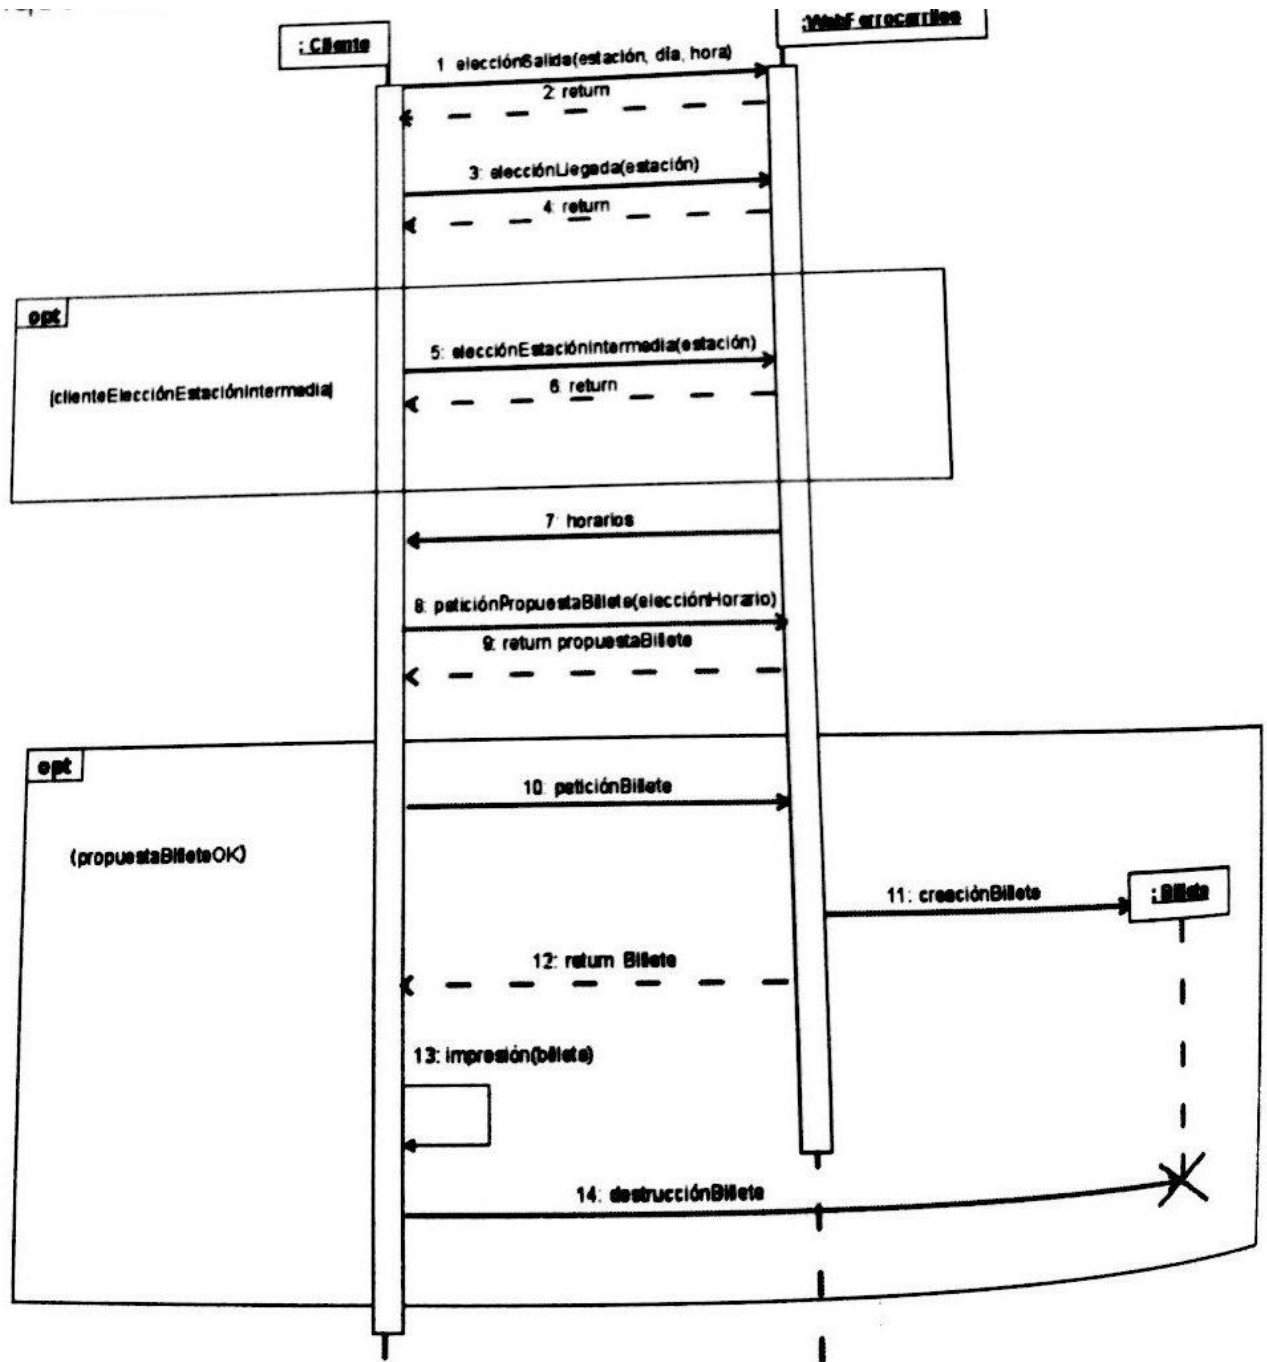 : Cliente
:WebFerrocarriles
1 elecciónSalida(estación, día, hora)
2: return
3: elecciónLlegada(estación)
4: return
opt
5: elecciónEstaciónIntermedia(estación)
[clienteElecciónEstaciónIntermedia]
6: return
7: horarios
8: peticiónPropuestaBillete(elecciónHorario)
9: return propuestaBillete
opt
10: peticiónBillete
(propuestaBilleteOK)
11: creaciónBillete
: Billete
12: return Billete
13: impresión(billete)
14: destrucciónBillete